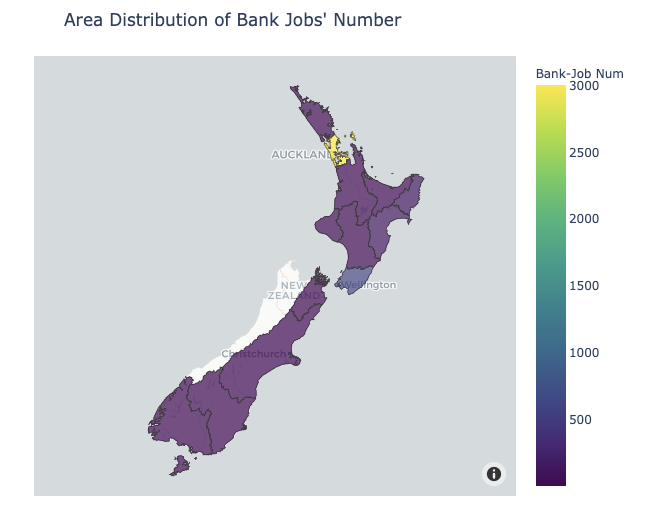 Area Distribution of Bank Jobs' Number
Bank-Job Num
3000
2500
2000
1500
1000
500
AUCKLAND
NEW
ZEALAND
Wellington
Christchurch
i